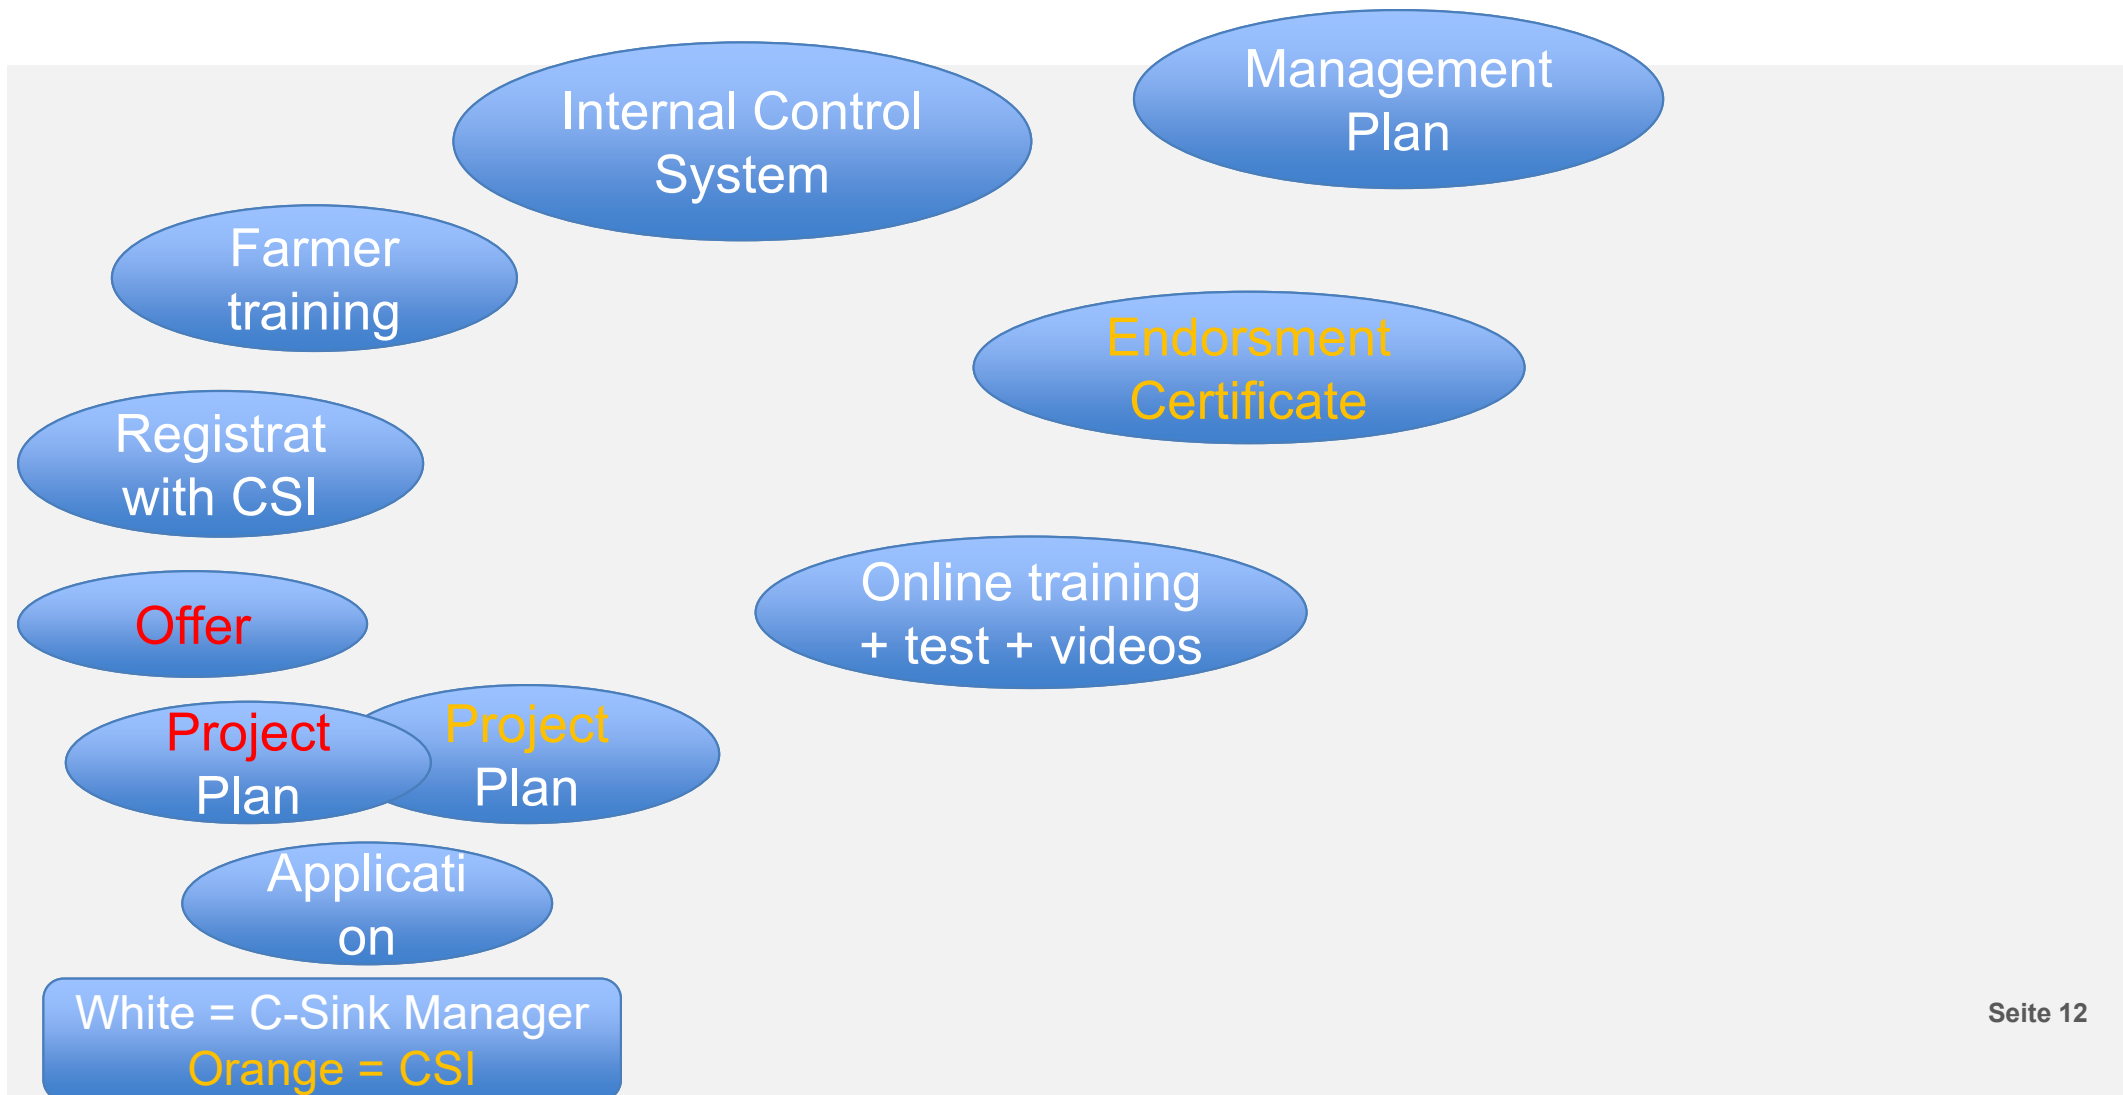 Management
Plan
Internal Control
System
Farmer
training
Endorsment
Certificate
Registrat
with CSI
Online training
+ test + videos
Offer
Project
Plan
Project
Plan
Applicati
on
White = C-Sink Manager
Orange = CSI
Seite 12